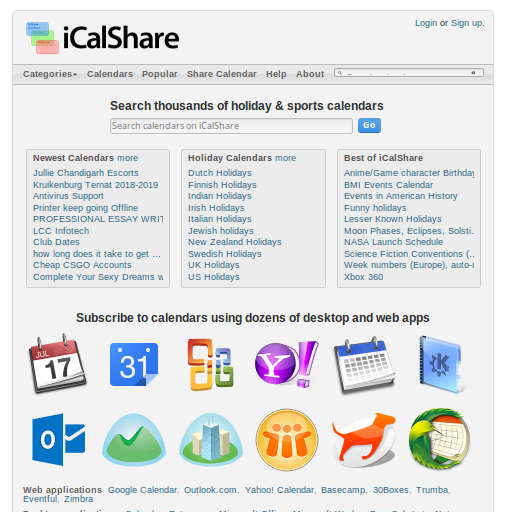 Login or Sign up.
iCalShare
Categories Calendars Popular Share Calendar Help About
Search thousands of holiday & sports calendars
Search calendars on iCalShare Go
Newest Calendars more
Jullie Chandigarh Escorts
Kruikenburg Ternat 2018-2019
Antivirus Support
Printer keep going Offline
PROFESSIONAL ESSAY WRIT
LCC Infotech
Club Dates
how long does it take to get ...
Cheap CSGO Accounts
Complete Your Sexy Dreams w
Holiday Calendars more
Dutch Holidays
Finnish Holidays
Indian Holidays
Irish Holidays
Italian Holidays
Jewish holidays
New Zealand Holidays
Swedish Holidays
UK Holidays
US Holidays
Best of iCalShare
Anime/Game character Birthday
BMI Events Calendar
Events in American History
Funny holidays
Lesser Known Holidays
Moon Phases, Eclipses, Solsti...
NASA Launch Schedule
Science Fiction Conventions (...
Week numbers (Europe), auto-u
Xbox 360
Subscribe to calendars using dozens of desktop and web apps
JUL
17
31
Y!
K
O
Web applications Google Calendar, Outlook.com, Yahoo! Calendar, Basecamp, 30Boxes, Trumba,
Eventful, Zimbra